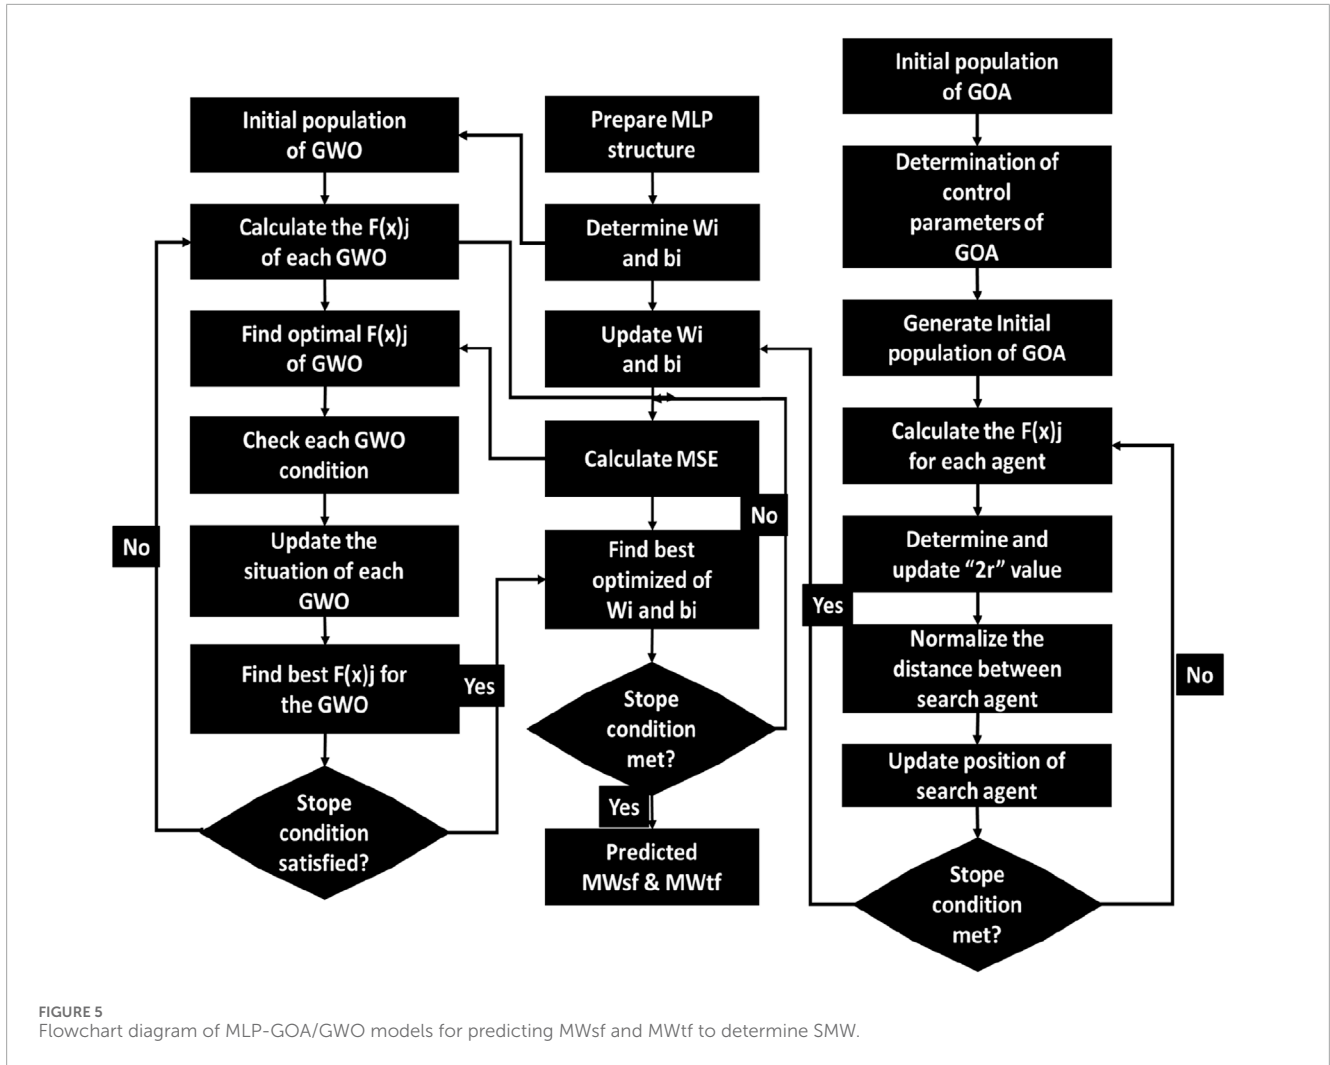 Initial population
of GWO
Calculate the F(x)j
of each GWO
Find optimal F(x)j
of GWO
Check each GWO
condition
No
Update the
situation of each
GWO
Find best F(x)j for
the GWO
Yes
Stope
condition
satisfied?
Prepare MLP
structure
Determine Wi
and bi
Update Wi
and bi
Calculate MSE
No
Find best
optimized of
Wi and bi
Stope
condition
met?
Yes
Predicted
MWsf & MWtf
Initial population
of GOA
Determination of
control
parameters of
GOA
Generate Initial
population of GOA
Calculate the F(x)j
for each agent
Determine and
update “2r” value
Yes
Normalize the
distance between
search agent
No
Update position of
search agent
Stope
condition
met?
FIGURE 5
Flowchart diagram of MLP-GOA/GWO models for predicting MWsf and MWtf to determine SMW.